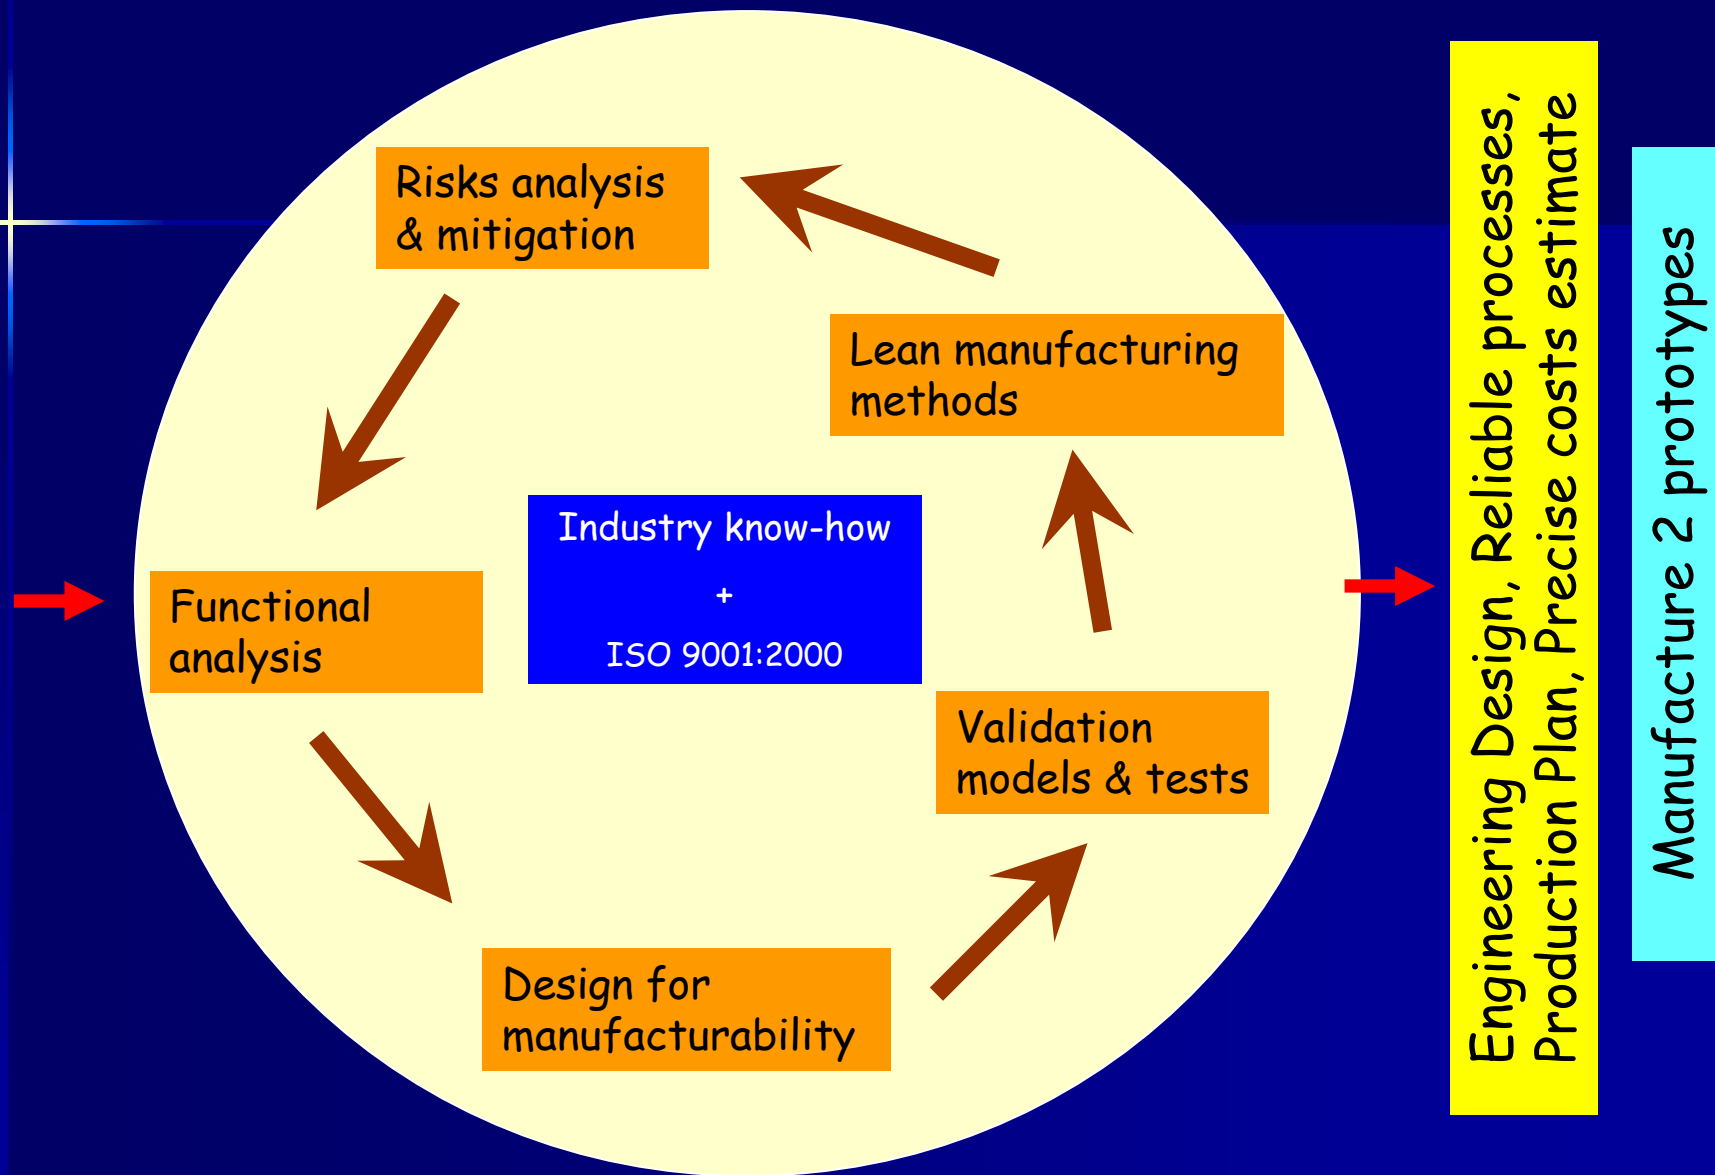 Risks analysis
& mitigation
Lean manufacturing
methods
Industry know-how
+
ISO 9001:2000
Functional
analysis
Validation
models & tests
Design for
manufacturability
Engineering Design, Reliable processes,
Production Plan, Precise costs estimate
Manufacture 2 prototypes